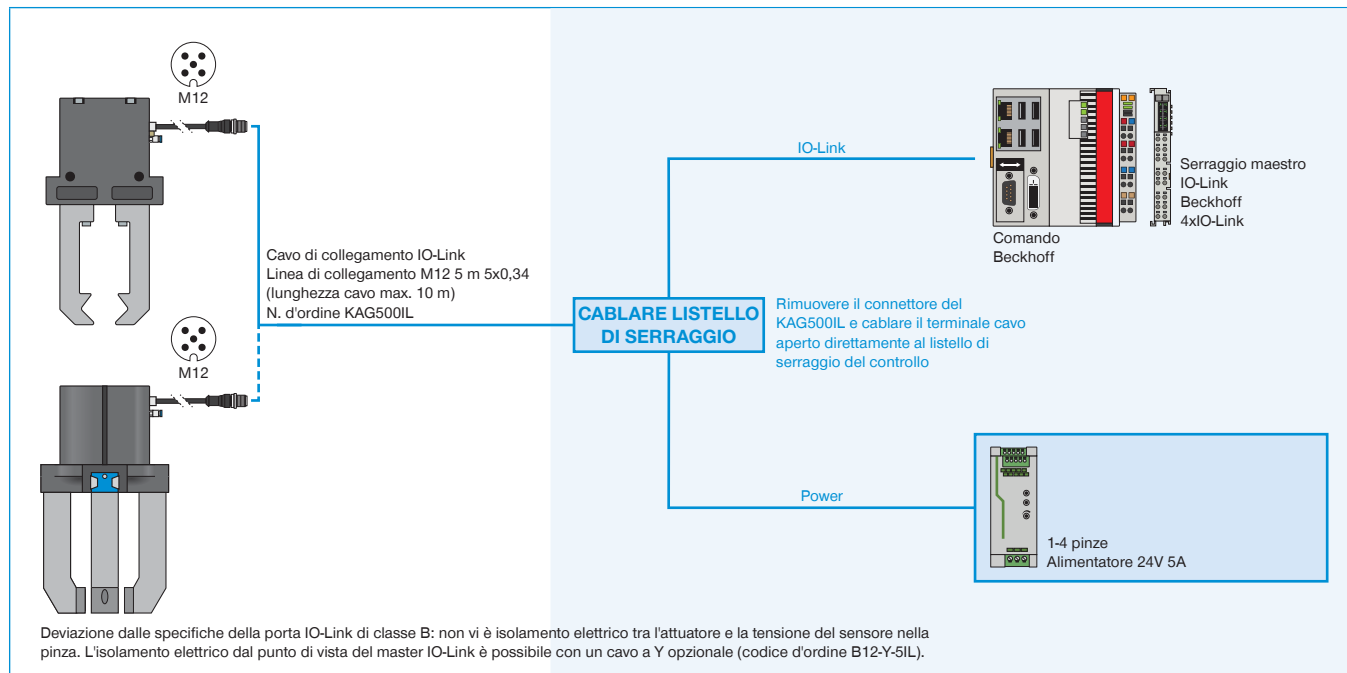 M12
Cavo di collegamento IO-Link
Linea di collegamento M12 5 m 5x0,34
(lunghezza cavo max. 10 m)
N. d'ordine KAG500IL
M12
IO-Link
Comando
Beckhoff
Serraggio maestro
IO-Link
Beckhoff
4xIO-Link
CABLARE LISTELLO
DI SERRAGGIO
Rimuovere il connettore del
KAG500IL e cablare il terminale cavo
aperto direttamente al listello di
serraggio del controllo
Power
1-4 pinze
Alimentatore 24V 5A
Deviazione dalle specifiche della porta IO-Link di classe B: non vi è isolamento elettrico tra l'attuatore e la tensione del sensore nella
pinza. L'isolamento elettrico dal punto di vista del master IO-Link è possibile con un cavo a Y opzionale (codice d'ordine B12-Y-5IL).